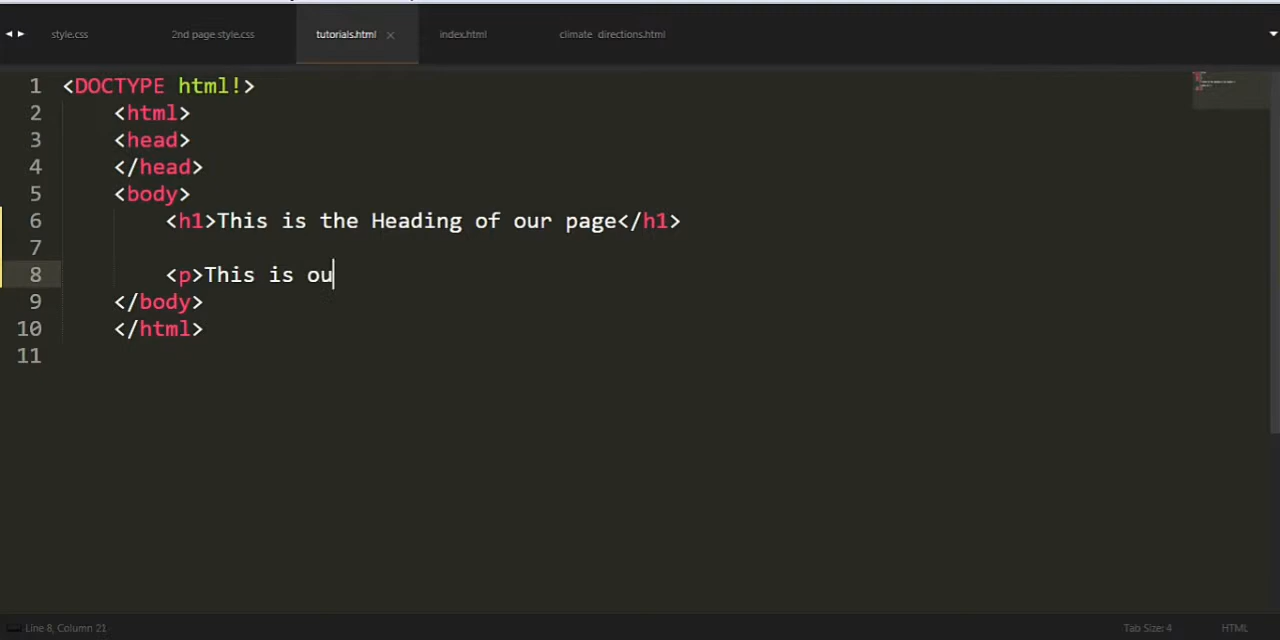 style.css 2nd page style.css tutorials.html × index.html climate directions.html
1 <DOCTYPE html!>
2 <html>
3 <head>
4 </head>
5 <body>
6 <h1>This is the Heading of our page</h1>
7
8 <p>This is ou
9 </body>
10 </html>
11
Line 8, Column 21 Tab Size: 4 HTML